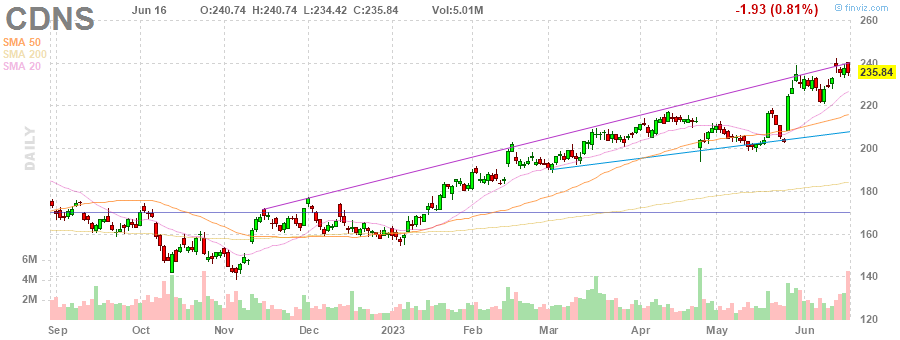 CDNS Jun 16 O:240.74 H:240.74 L:234.42 C:235.84 Vol:5.01M -1.93 (0.81%) finviz.com
SMA 50
SMA 200
SMA 20
DAILY
260
240
235.84
220
200
180
160
140
120
6M
4M
2M
Sep Oct Nov Dec 2023 Feb Mar Apr May Jun